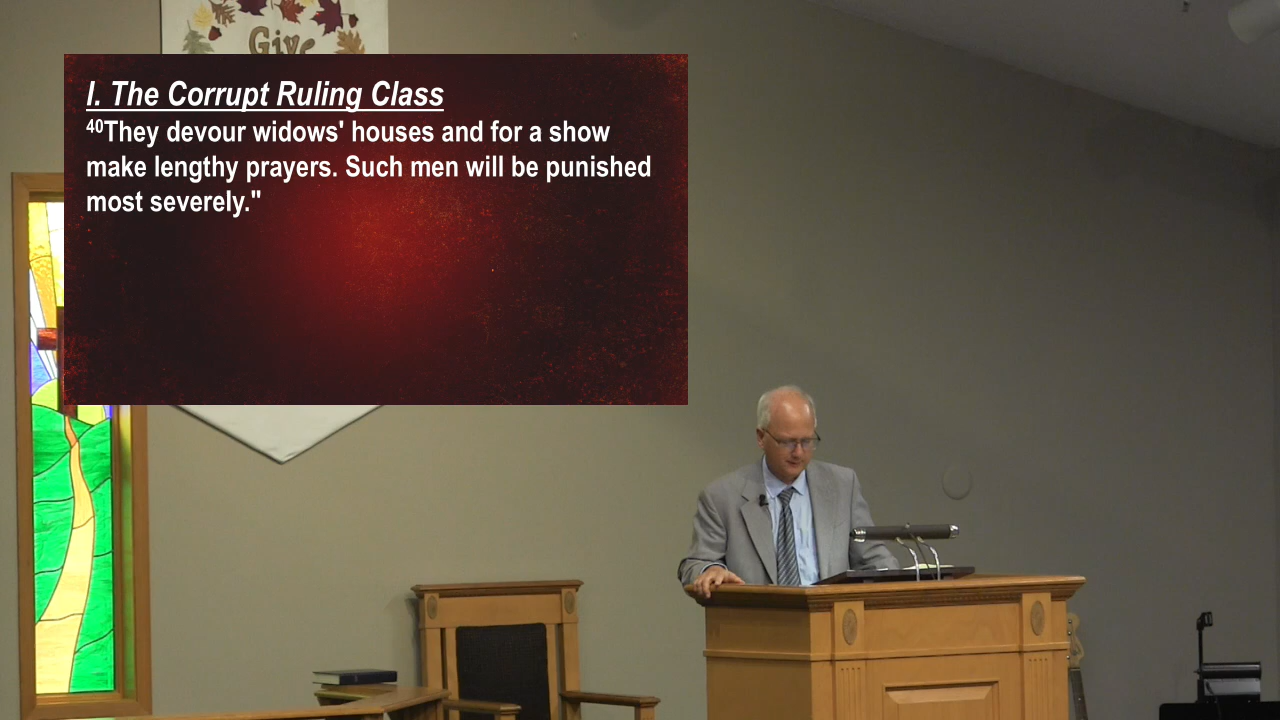 Give
I. The Corrupt Ruling Class
40They devour widows' houses and for a show
make lengthy prayers. Such men will be punished
most severely."